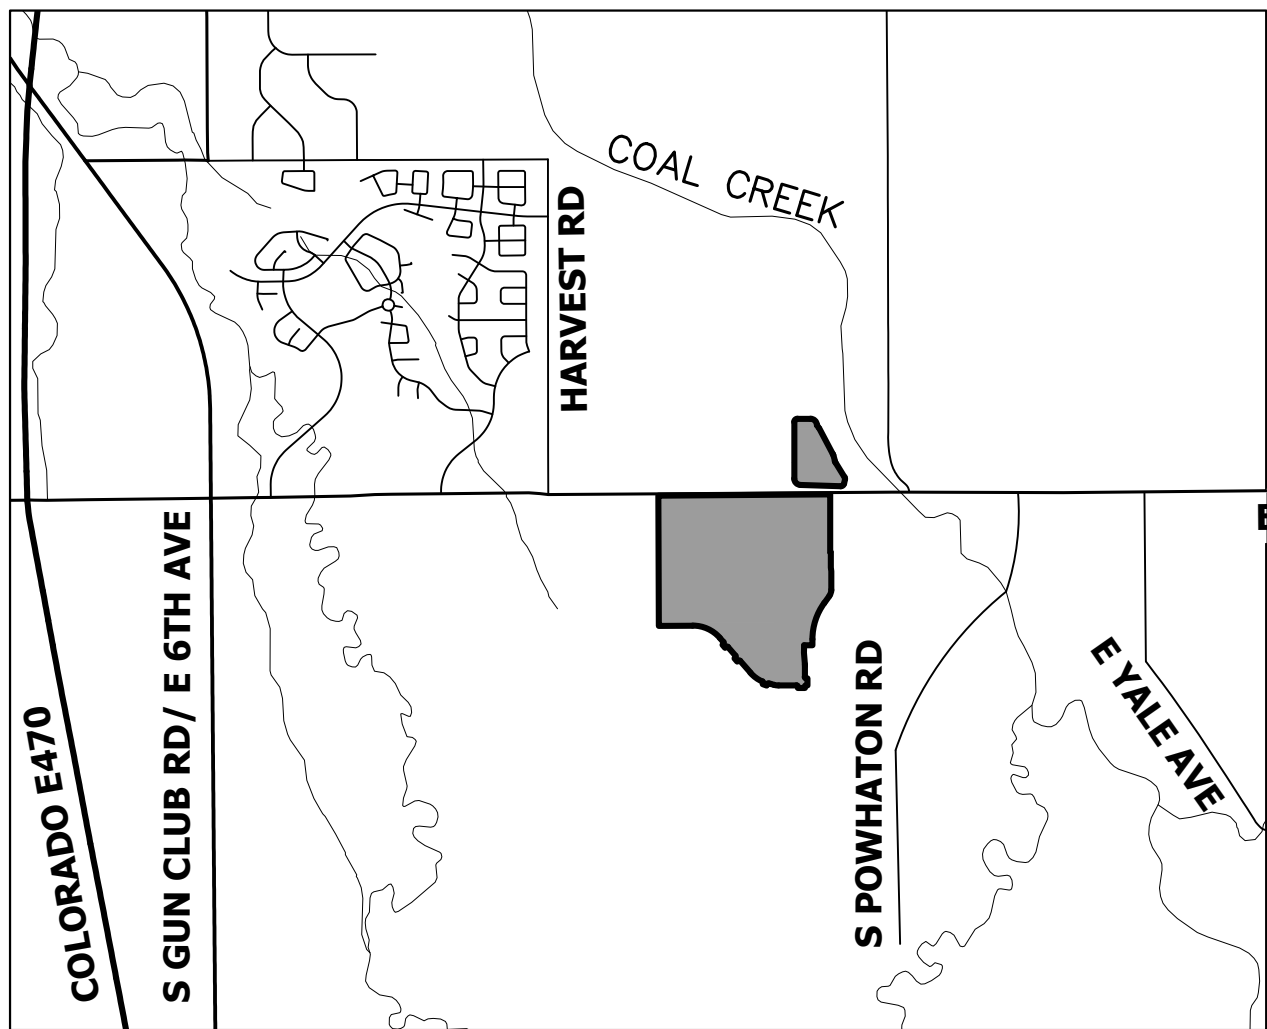 COAL CREEK
HARVEST RD
S GUN CLUB RD/ E 6TH AVE
COLORADO E470
S POWHATON RD
E YALE AVE